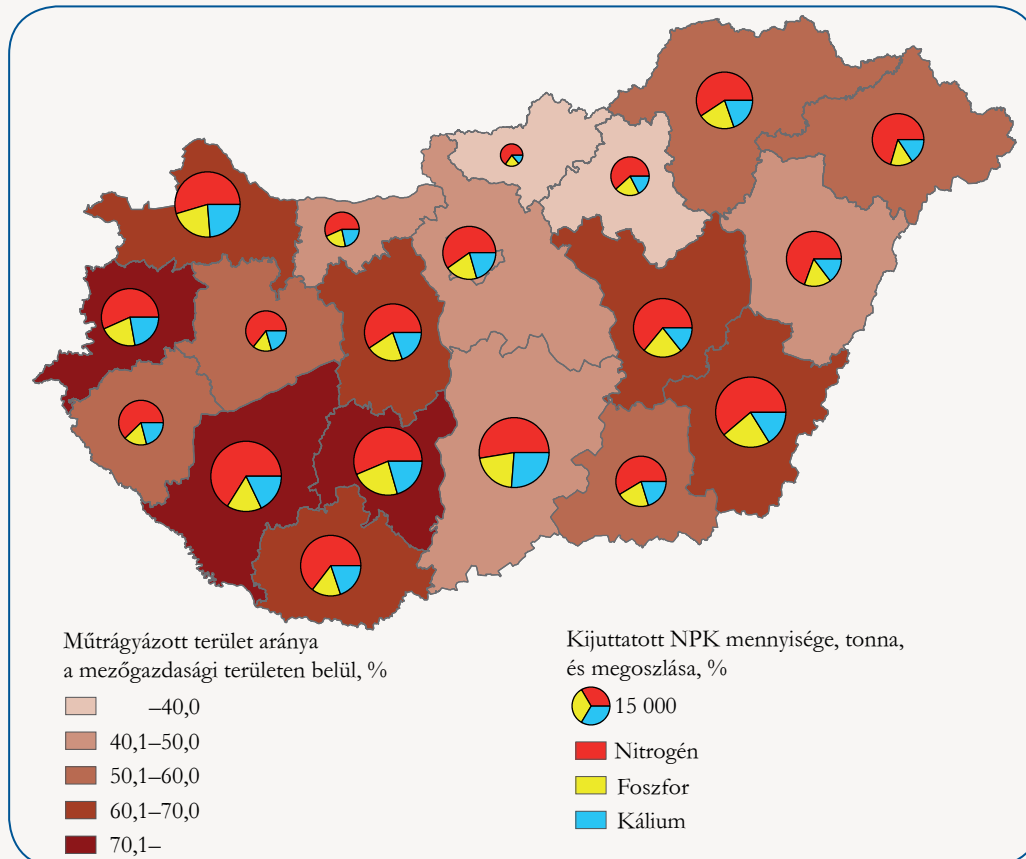 Műtrágyázott terület aránya
a mezőgazdasági területen belül, %
–40,0
40,1–50,0
50,1–60,0
60,1–70,0
70,1–
Kijuttatott NPK mennyisége, tonna,
és megoszlása, %
15 000
Nitrogén
Foszfor
Kálium